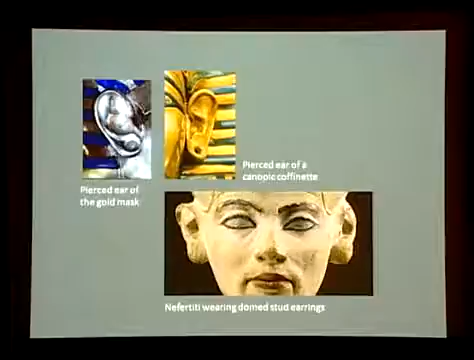 Pierced ear of
the gold mask
Pierced ear of a
canopic coffinette
Nefertiti wearing domed stud earrings